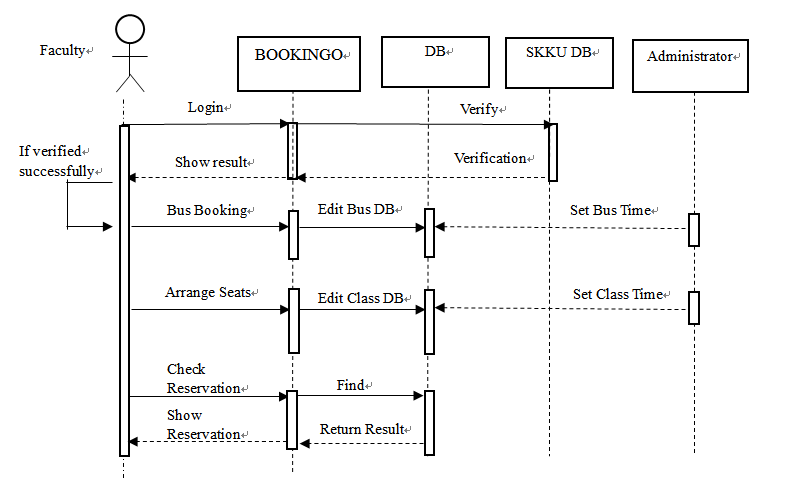 Faculty
BOOKINGO
DB
SKKU DB
Administrator
Login
Verify
If verified
successfully
Show result
Verification
Bus Booking
Edit Bus DB
Set Bus Time
Arrange Seats
Edit Class DB
Set Class Time
Check
Reservation
Find
Show
Reservation
Return Result